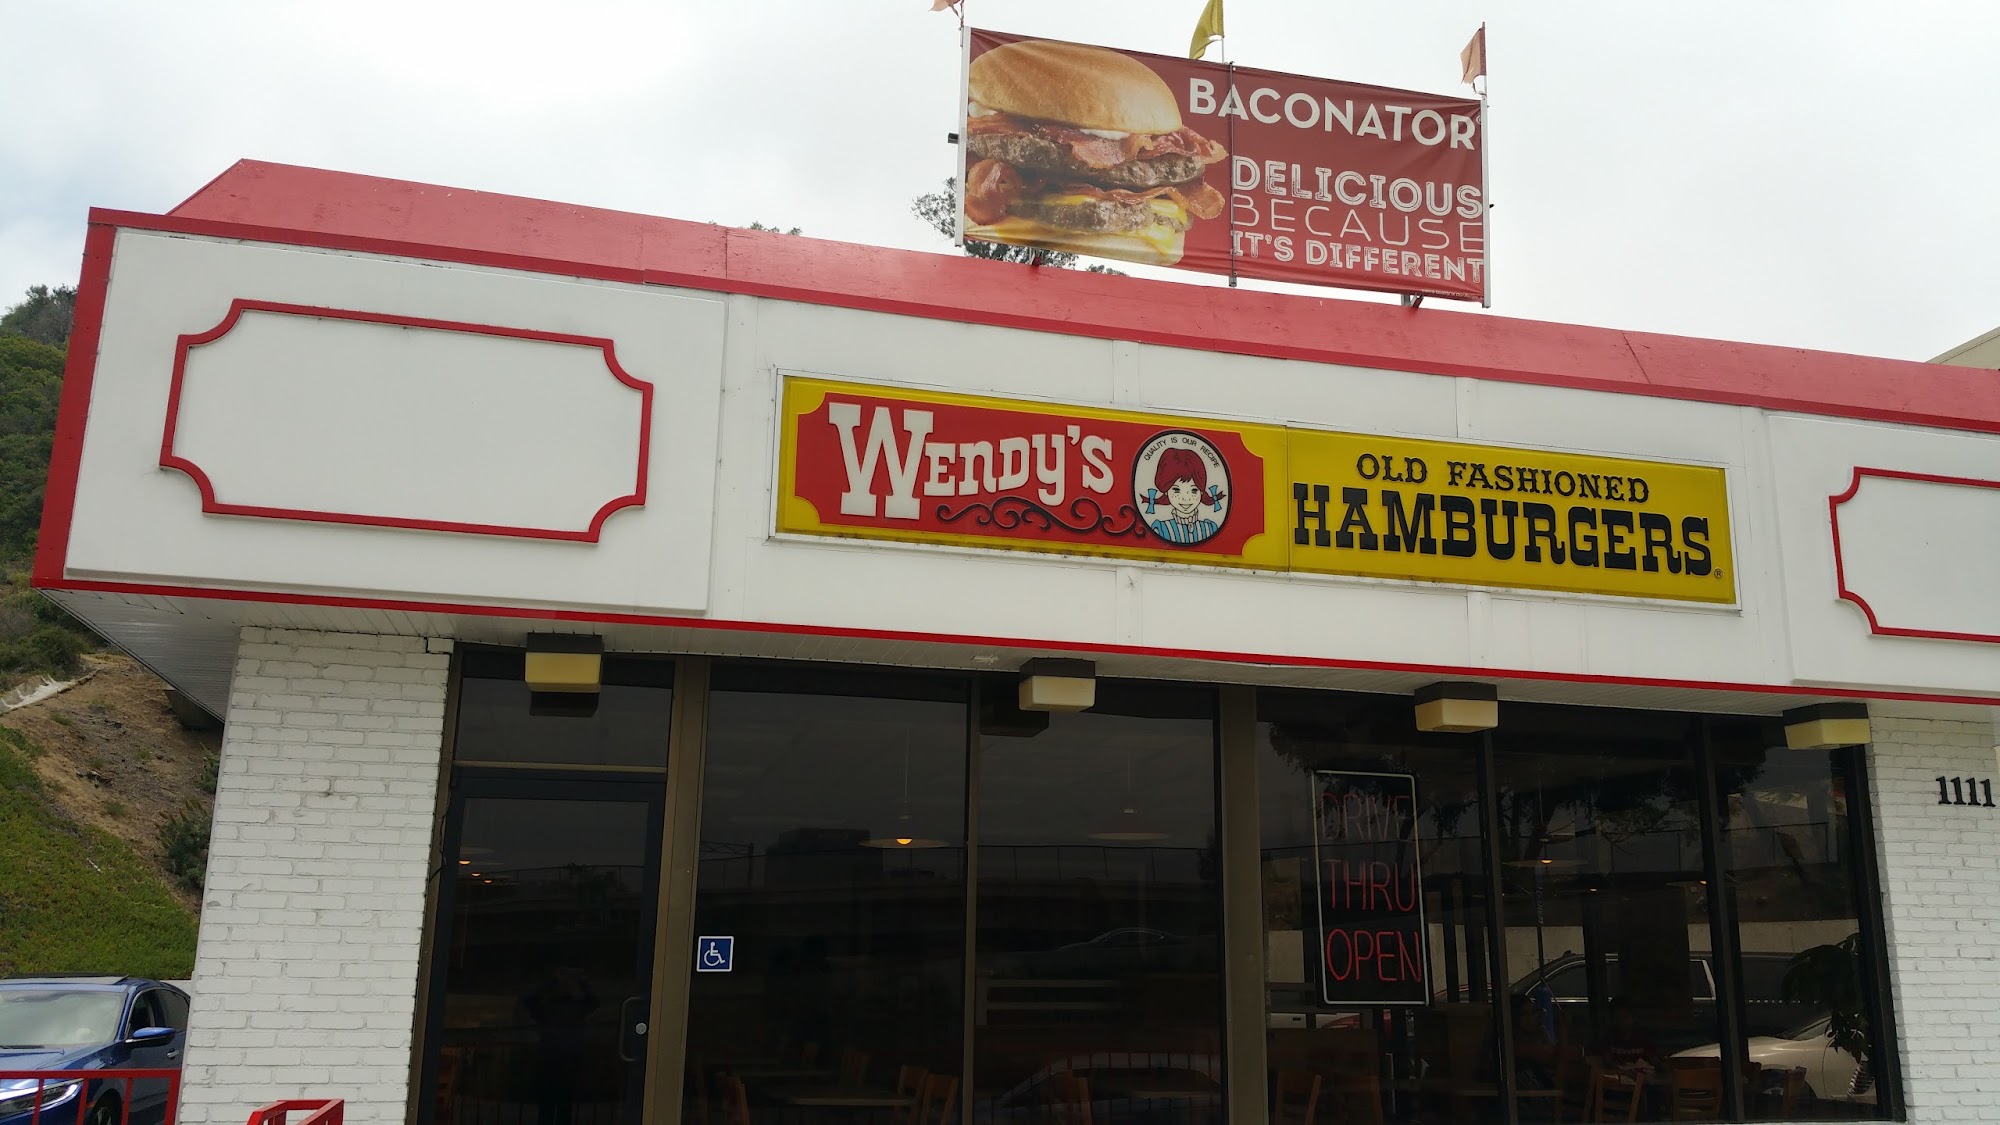 BACONATOR
DELICIOUS
BECAUSE
IT'S DIFFERENT
WENDY'S
QUALITY IS OUR RECIPE
OLD FASHIONED
HAMBURGERS®
1111
DRIVE
THRU
OPEN